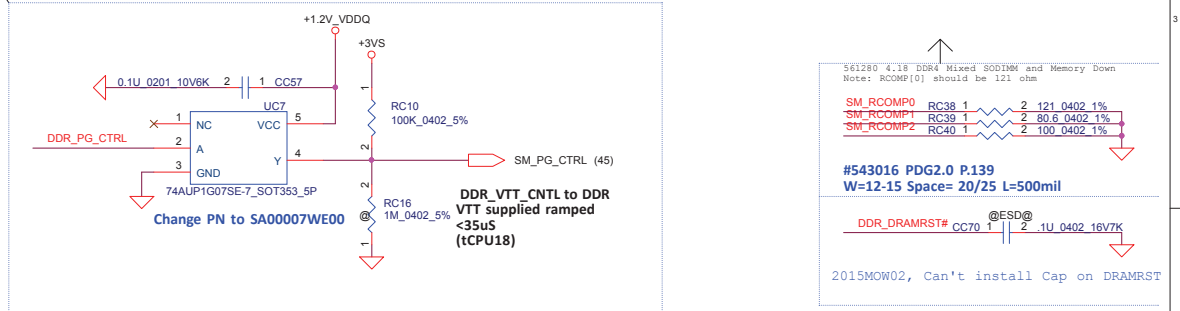 +1.2V_VDDQ
+3VS
0.1U_0201_10V6K 2 1 CC57
UC7
1 NC VCC 5
DDR_PG_CTRL 2 A
Y 4
3 GND
74AUP1G07SE-7_SOT353_5P
Change PN to SA00007WE00
1
RC10
100K_0402_5%
2
SM_PG_CTRL (45)
2
RC16
@ 1M_0402_5%
1
DDR_VTT_CNTL to DDR
VTT supplied ramped
<35uS
(tCPU18)
3
561280 4.18 DDR4 Mixed SODIMM and Memory Down
Note: RCOMP[0] should be 121 ohm
SM_RCOMP0 RC38 1 2 121_0402_1%
SM_RCOMP1 RC39 1 2 80.6_0402_1%
SM_RCOMP2 RC40 1 2 100_0402_1%
#543016 PDG2.0 P.139
W=12-15 Space= 20/25 L=500mil
@ESD@
DDR_DRAMRST# CC70 1 2 .1U_0402_16V7K
2015MOW02, Can't install Cap on DRAMRST